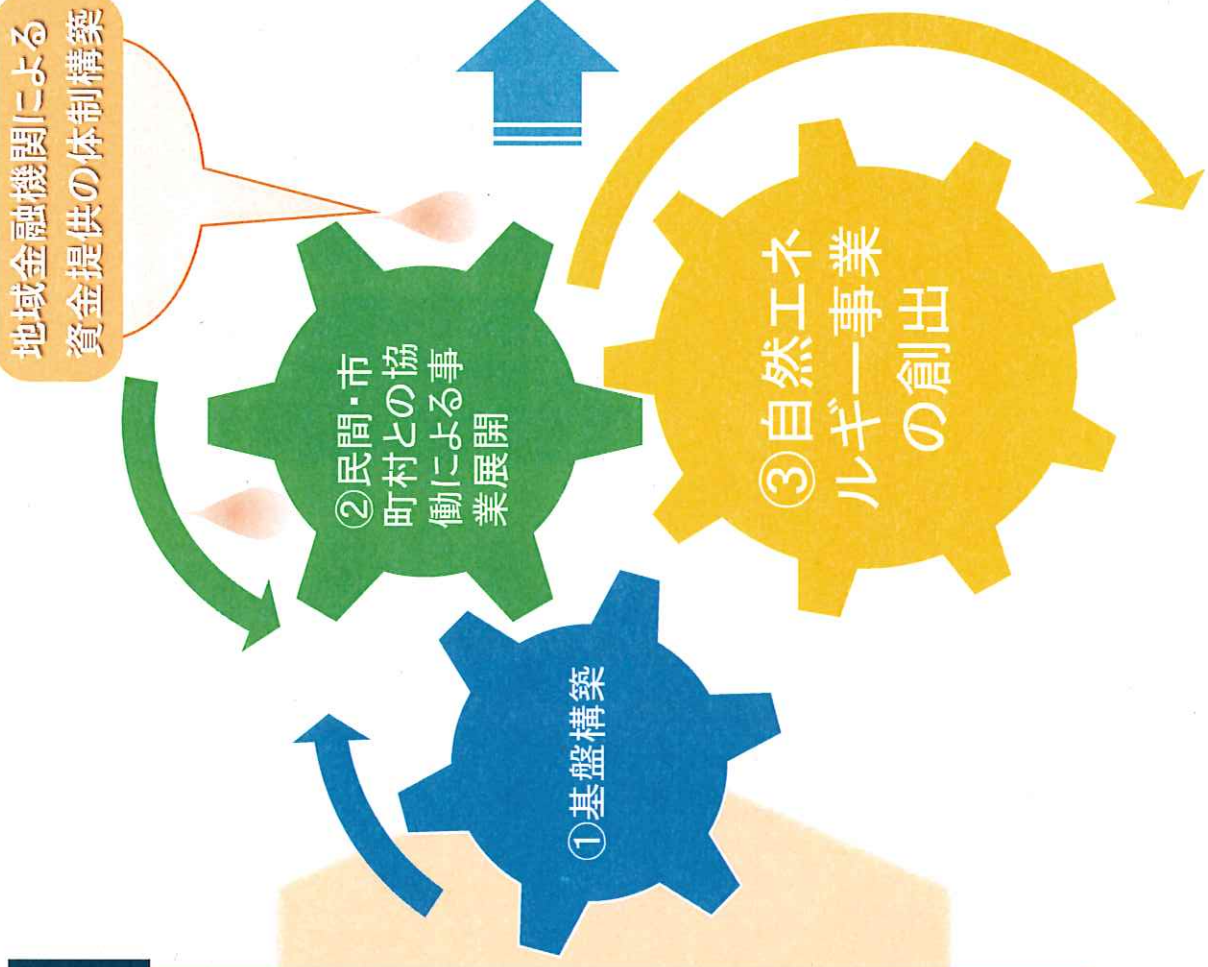 地域金融機関による
資金提供の体制構築
②民間・市
町村との協
働による事
業展開
①基盤構築
③自然エネ
ルギー事業
の創出